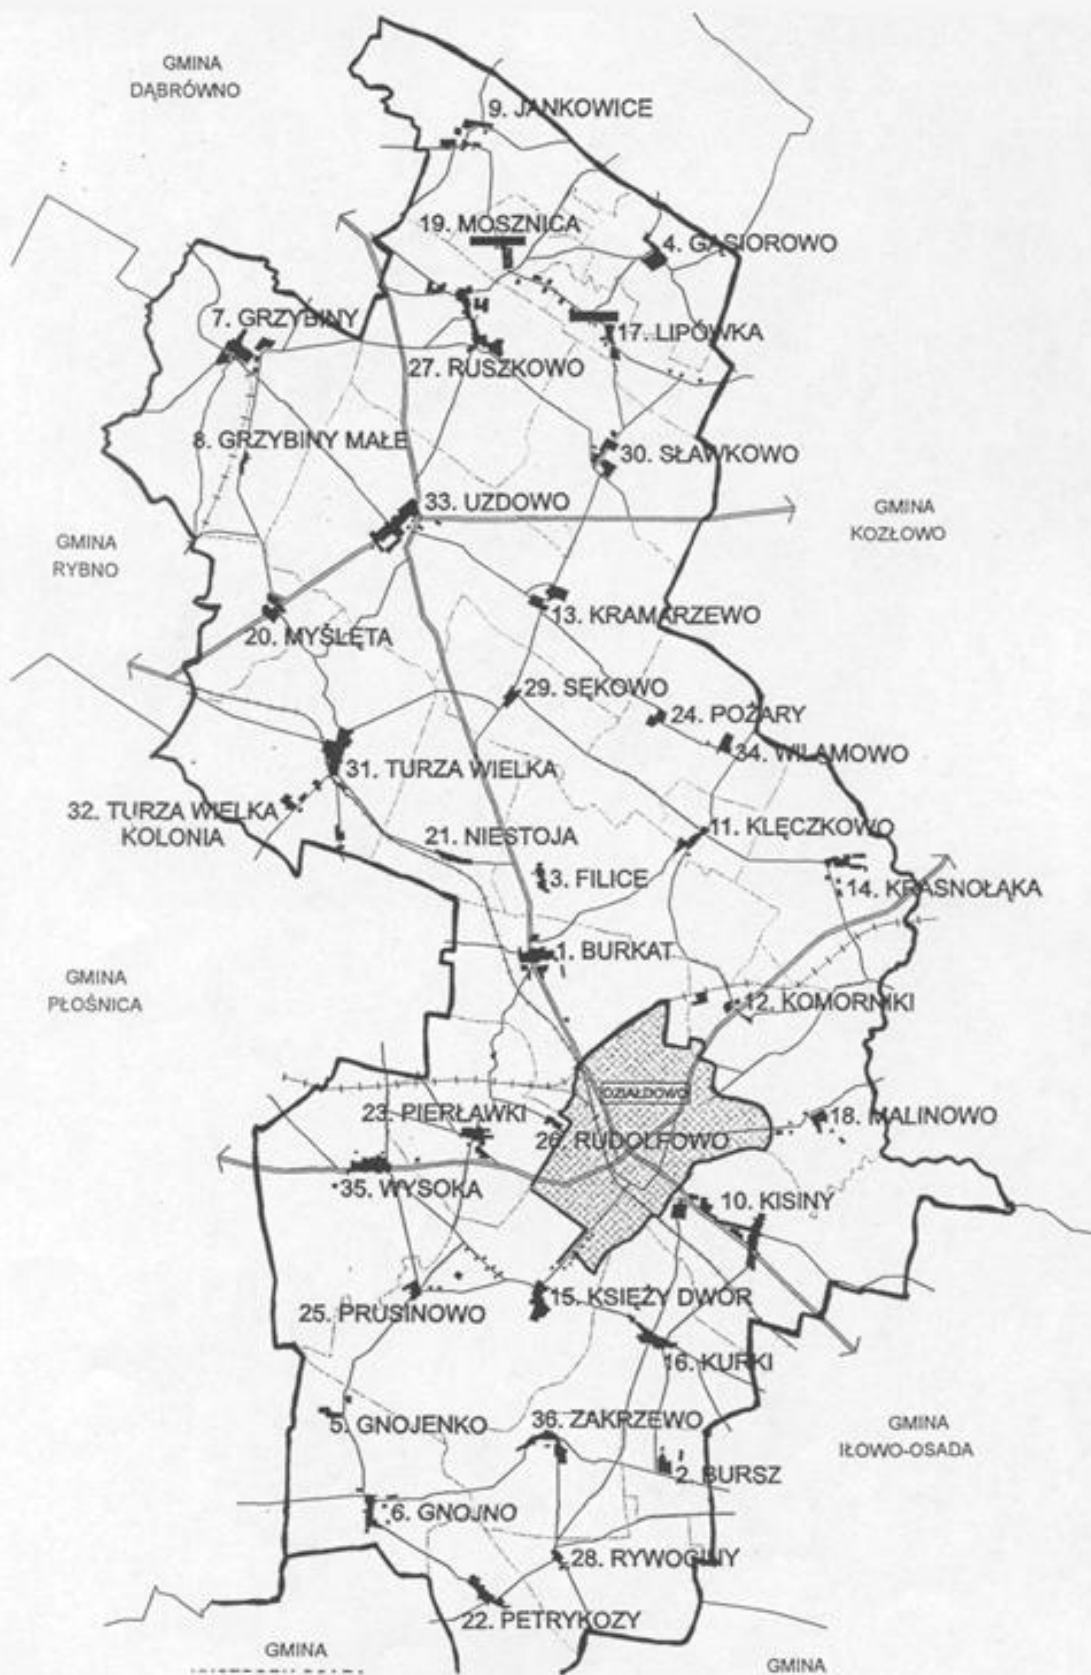 GMINA
DĄBRÓWNO
9. JANKOWICE
19. MOSZNICA
4. GĄSIOROWO
7. GRZYBINY
17. LIPÓWKA
27. RUSZKOWO
8. GRZYBINY MAŁE
30. SŁAWKOWO
33. UZDOWO
GMINA
KOZŁOWO
GMINA
RYBNO
13. KRAMARZEWO
20. MYŚLĘTA
29. SĘKOWO
24. POŻARY
34. WILAMOWO
31. TURZA WIELKA
32. TURZA WIELKA
KOLONIA
11. KLĘCZKOWO
21. NIESTOJA
3. FILICE
14. KRASNOŁĄKA
1. BURKAT
GMINA
PŁOŚNICA
12. KOMORNIKI
DZIAŁDOWO
23. PIERŁAWKI
18. MALINOWO
26. RUDOLFOWO
35. WYSOKA
10. KISINY
25. PRUSINOWO
15. KSIĘŻY DWÓR
16. KURKI
5. GNOJENKO
36. ZAKRZEWO
GMINA
IŁOWO-OSADA
2. BURSZ
6. GNOJNO
28. RYWOCINY
22. PETRYKOZY
GMINA
GMINA